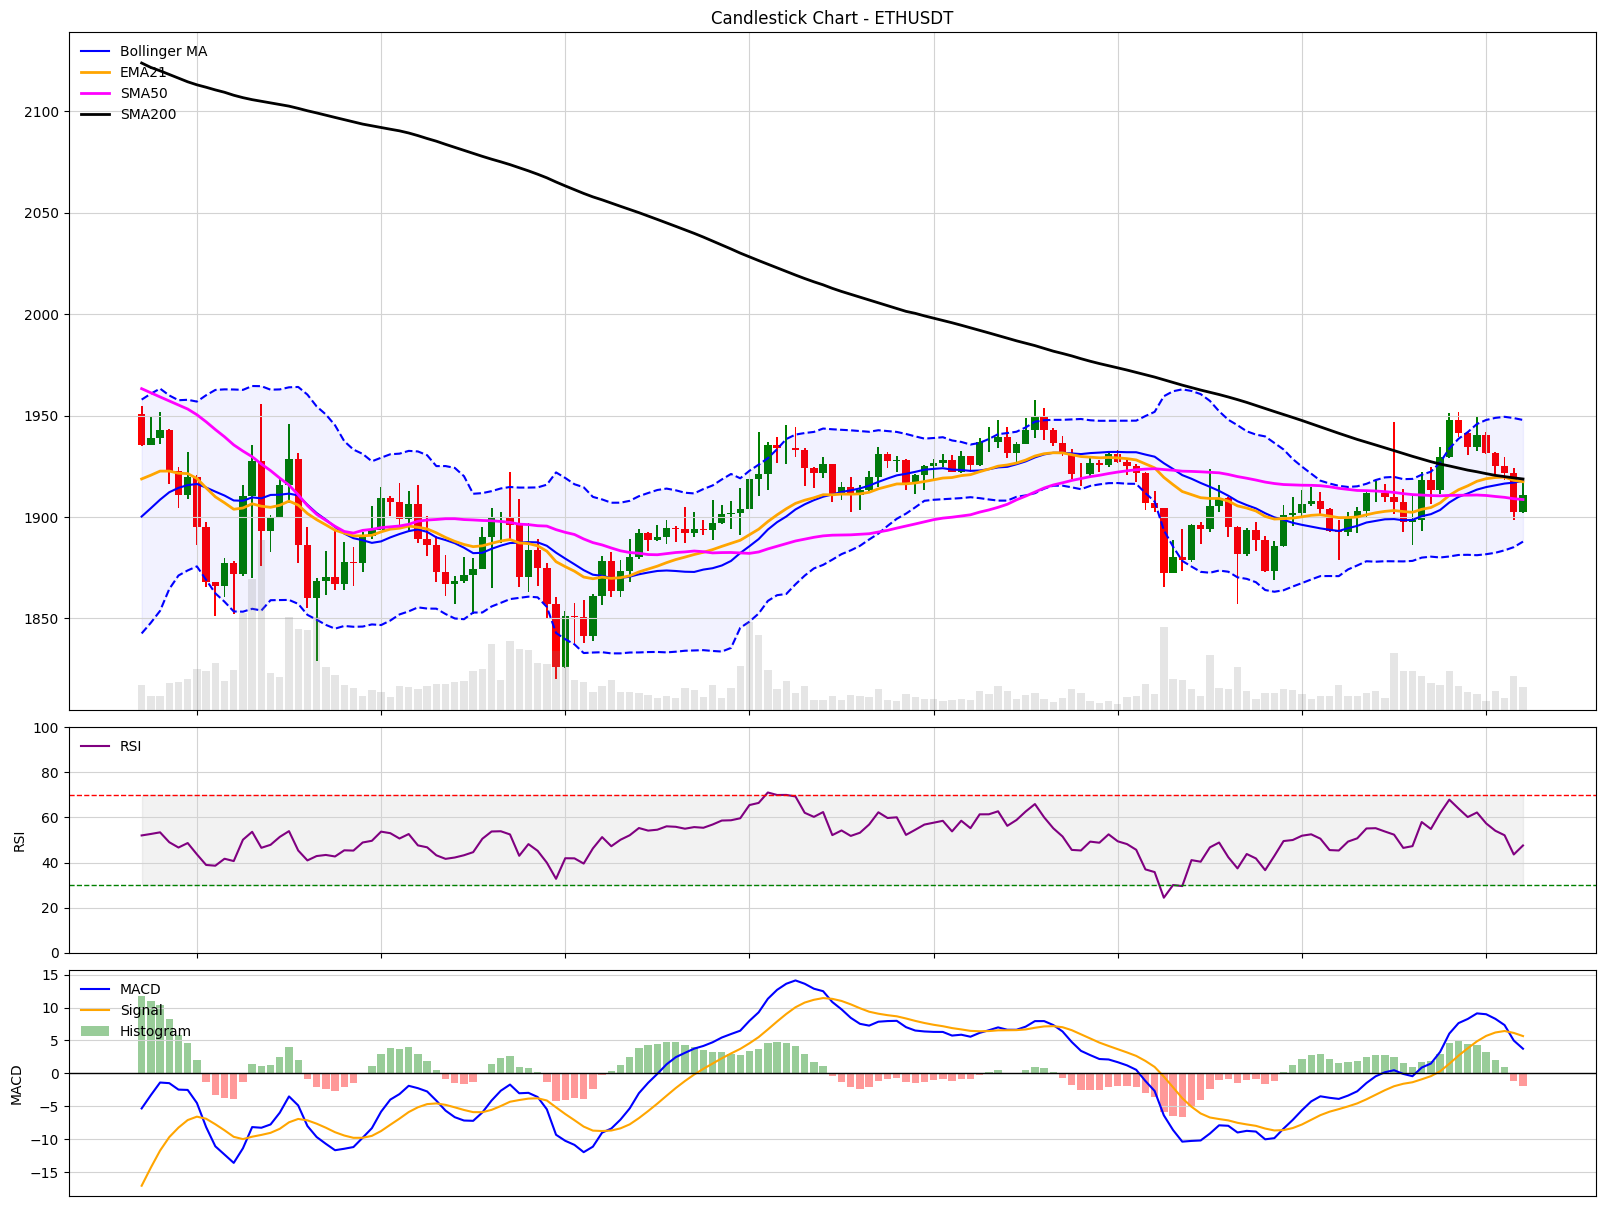 Candlestick Chart - ETHUSDT
Bollinger MA
EMA21
SMA50
SMA200
2100
2050
2000
1950
1900
1850
RSI
100
80
60
40
20
0
RSI
MACD
Signal
Histogram
15
10
5
0
−5
−10
−15
MACD